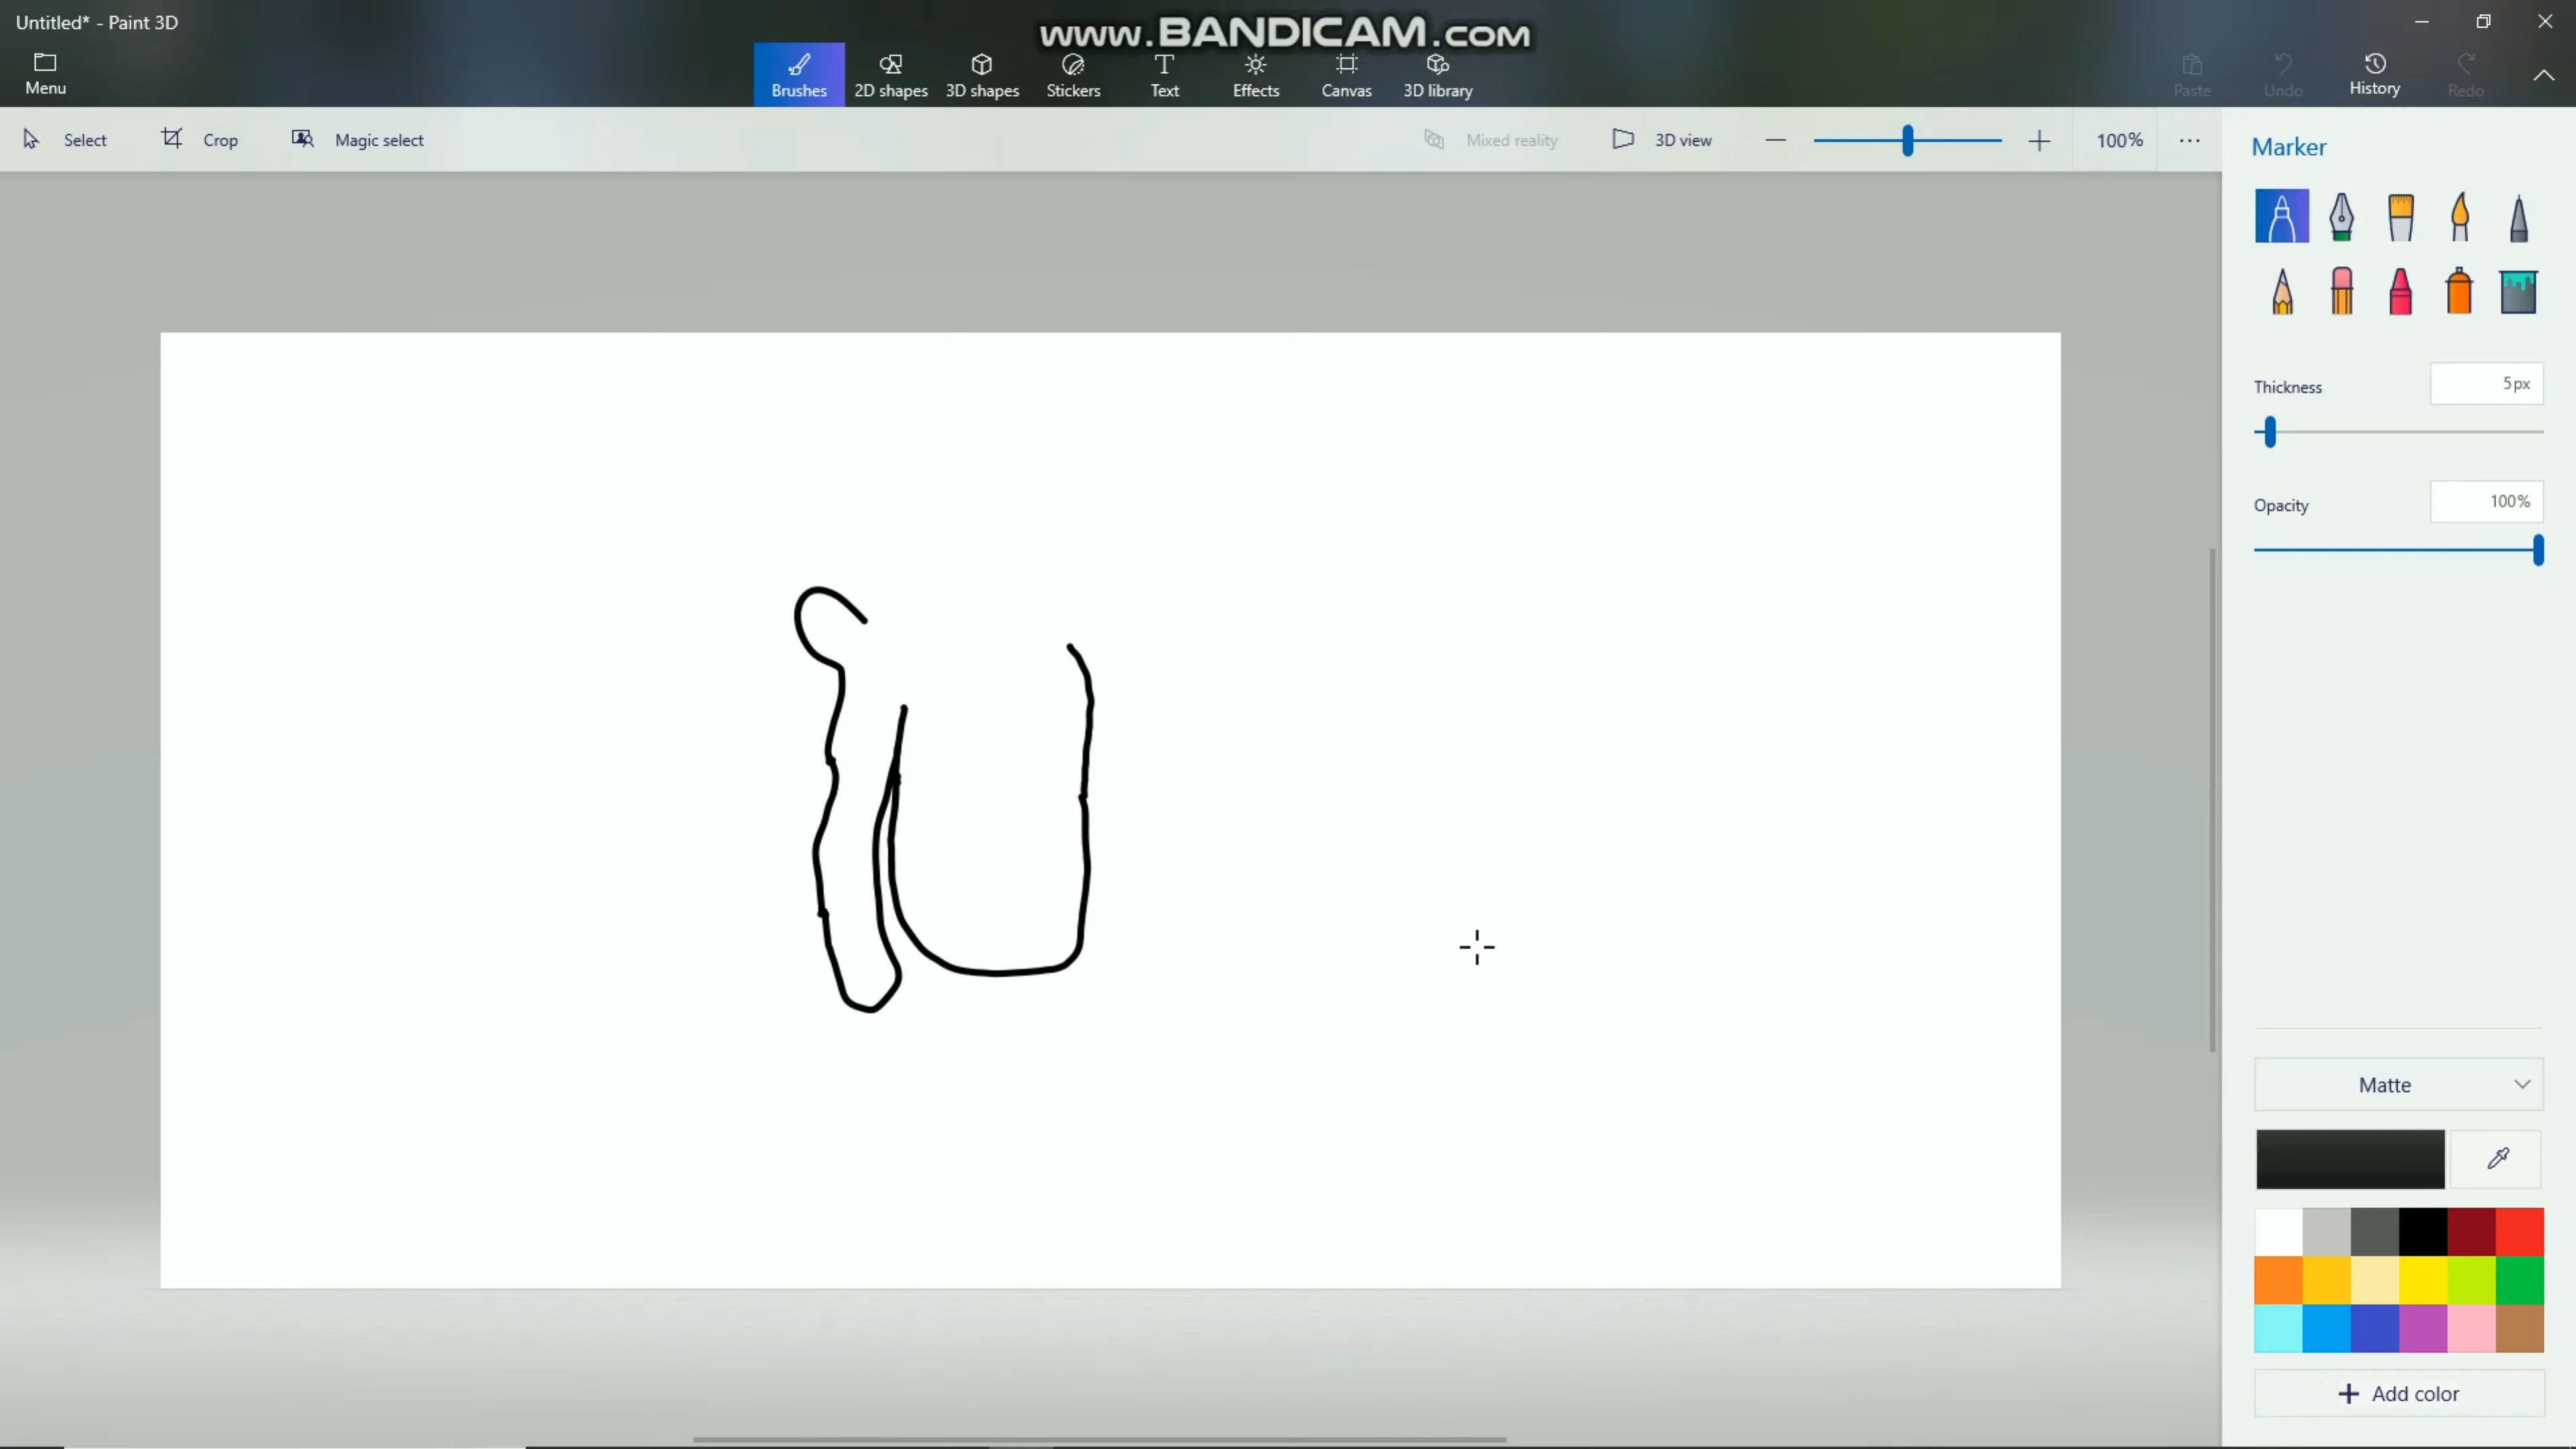 Untitled* - Paint 3D
www.BANDICAM.com
Menu
Brushes
2D shapes
3D shapes
Stickers
Text
Effects
Canvas
3D library
Paste
Undo
History
Redo
Select
Crop
Magic select
Mixed reality
3D view
100%
Marker
Thickness
5px
Opacity
100%
Matte
Add color